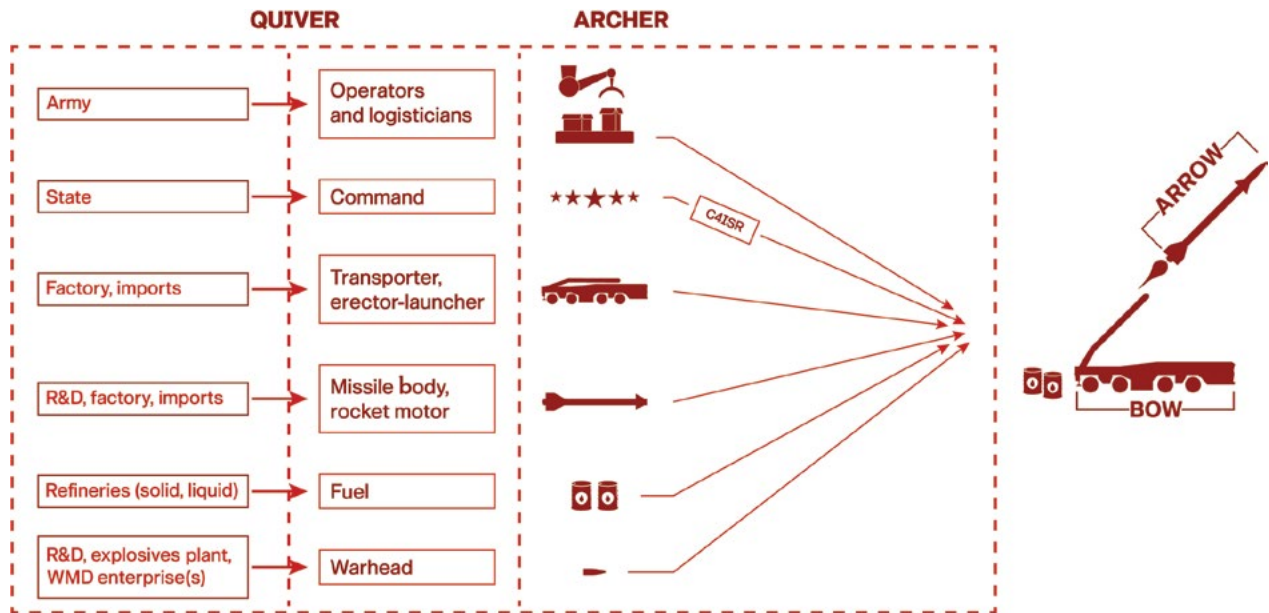 QUIVER
ARCHER
Army
Operators
and logisticians
State
Command
C4ISR
Factory, imports
Transporter,
erector-launcher
R&D, factory, imports
Missile body,
rocket motor
Refineries (solid, liquid)
Fuel
R&D, explosives plant,
WMD enterprise(s)
Warhead
ARROW
BOW